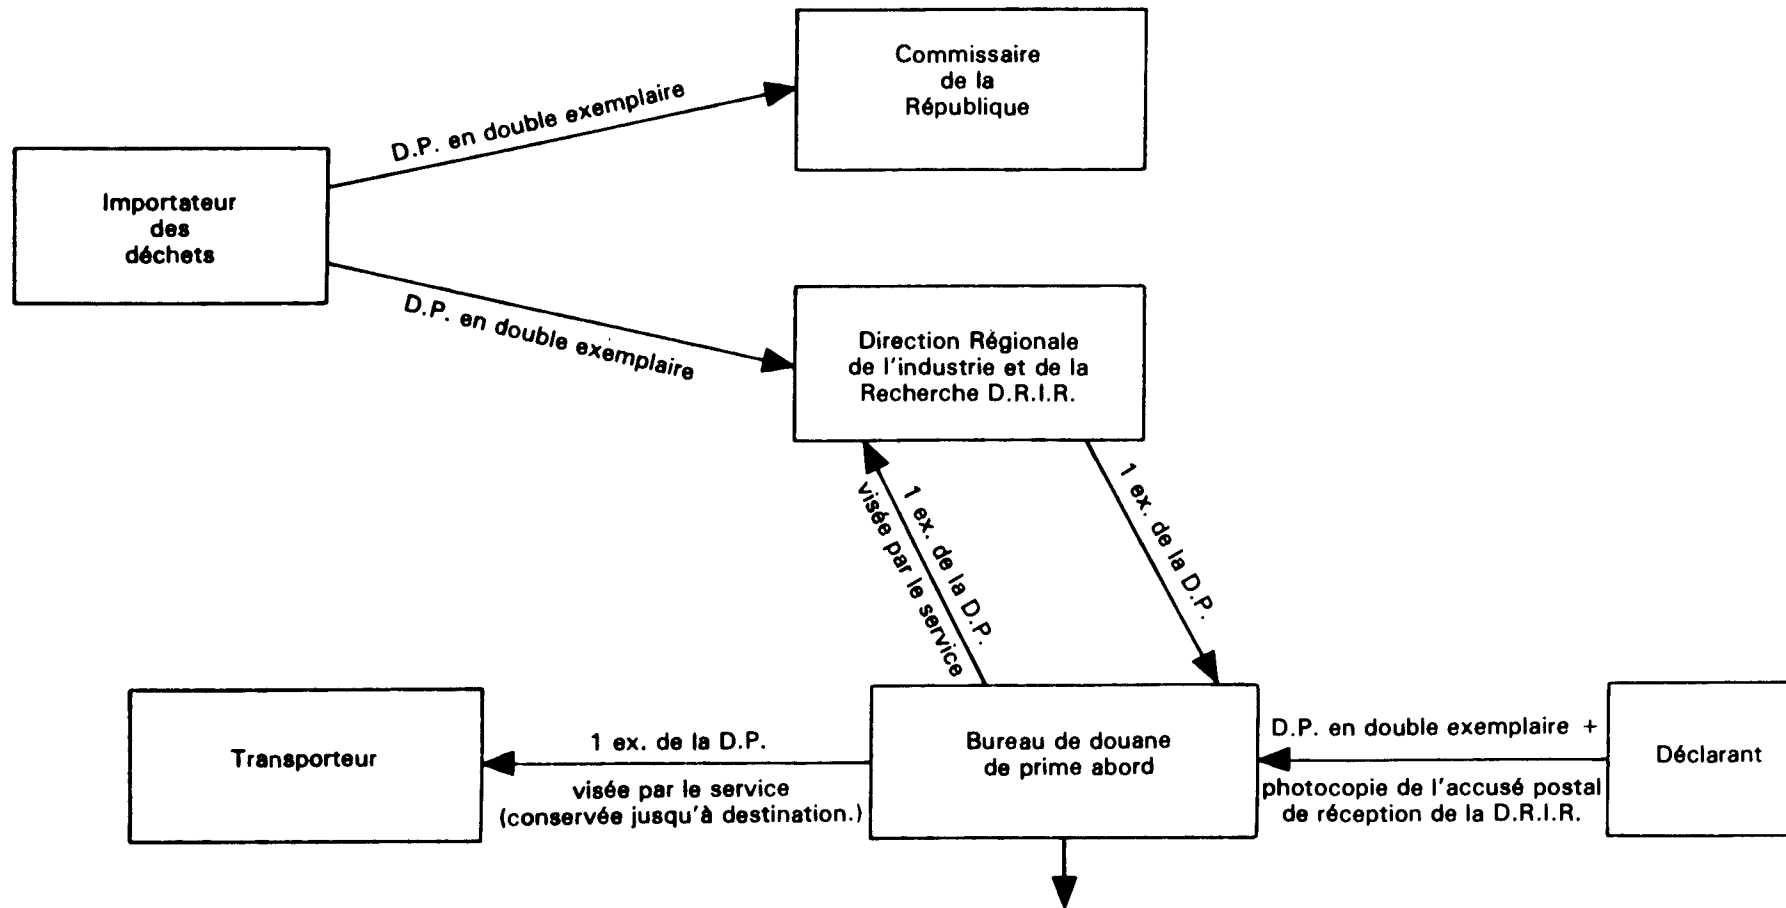 Commissaire
de la
République
D.P. en double exemplaire
Importateur
des
déchets
D.P. en double exemplaire
Direction Régionale
de l'industrie et de la
Recherche D.R.I.R.
1 ex. de la D.P.
visée par le service
1 ex. de la D.P.
Transporteur
1 ex. de la D.P.
visée par le service
(conservée jusqu'à destination.)
Bureau de douane
de prime abord
D.P. en double exemplaire +
photocopie de l'accusé postal
de réception de la D.R.I.R.
Déclarant